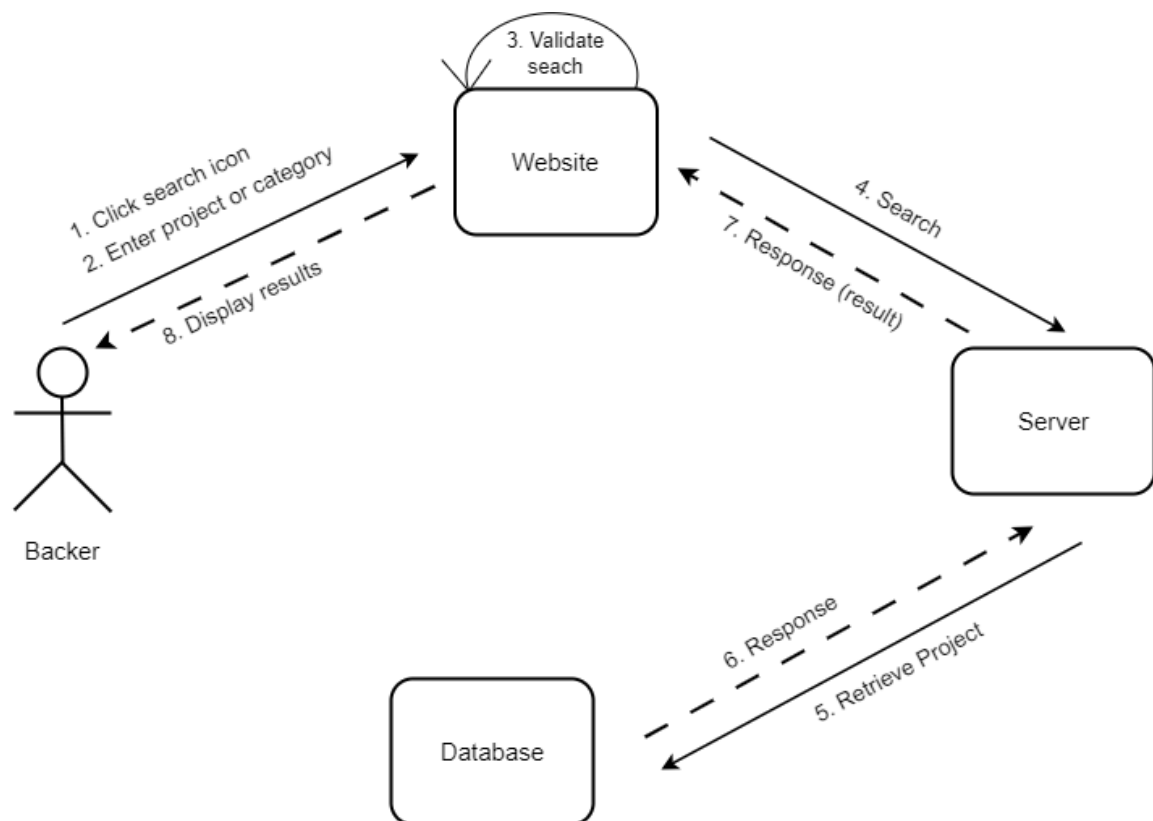 3. Validate
seach
Website
1. Click search icon
2. Enter project or category
8. Display results
4. Search
7. Response (result)
Server
Backer
6. Response
5. Retrieve Project
Database